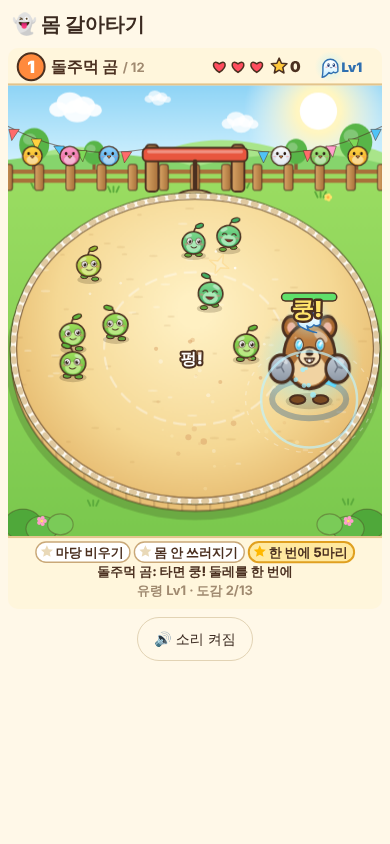 👻 몸 갈아타기
1 돌주먹 곰 / 12 0 Lv1
쿵!
펑!
마당 비우기 몸 안 쓰러지기 한 번에 5마리
돌주먹 곰: 타면 쿵! 둘레를 한 번에
유령 Lv1 · 도감 2/13
🔊 소리 켜짐